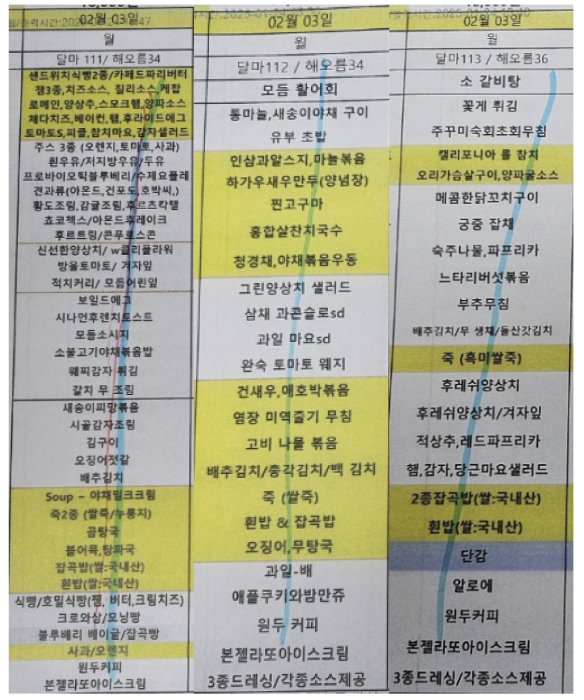 02월 03일
월
달마 111/ 해오름34
샌드위치식빵2종/카페드파리버터
잼3종,치즈소스, 칠리소스,케찹
로메인,양상추,스모크햄,양파소스
체다치즈,베이컨,햄,후라이드에그
토마토S,피클,참치마요,감자샐러드
주스 3종 (오렌지,토마토,사과)
흰우유/저지방우유/두유
프로바이오틱블루베리/수제요플레
견과류(아몬드,건포도,호박씨,)
황도조림,감귤조림,후르츠칵텔
쵸코첵스/아몬드후레이크
후르트링/콘푸로스콘
신선한양상치/ w콜리플라워
방울토마토/ 겨자잎
적치커리/ 모듬어린잎
보일드에그
시나먼후렌치토스트
모듬소시지
소불고기야채볶음밥
웨찌감자 튀김
갈치 무 조림
새송이피망볶음
시골감자조림
김구이
오징어젓갈
배추김치
Soup - 야채밀크크림
죽2종 (쌀죽/누룽지)
곰탕국
볼어묵,탕파국
잡곡밥(쌀:국내산)
흰밥(쌀:국내산)
식빵/호밀식빵(쨈, 버터,크림치즈)
크로와상/모닝빵
블루배리 베이글/잡곡빵
사과/오렌지
원두커피
본젤라또아이스크림
02월 03일
월
달마112 / 해오름34
모듬 활어회
통마늘,새송이야채 구이
유부 초밥
인삼과말스지,마늘볶음
하가우새우만두(양념장)
찐고구마
홍합살잔치국수
청경채,야채볶음우동
그린양상치 샐러드
삼채 과콘슬로sd
과일 마요sd
완숙 토마토 웨지
건새우,애호박볶음
염장 미역줄기 무침
고비 나물 볶음
배추김치/총각김치/백 김치
죽 (쌀죽)
흰밥 & 잡곡밥
오징어,무탕국
과일-배
애플쿠키와밤만쥬
원두 커피
본젤라또아이스크림
3종드레싱/각종소스제공
02월 03일
월
달마113 / 해오름36
소 갈비탕
꽃게 튀김
주꾸미숙회초회무침
캘리포니아 롤 참치
오리가슴살구이,양파굴소스
메콤한닭꼬치구이
궁중 잡채
숙주나물,파프리카
느타리버섯볶음
부추무침
배추김치/무 생채/돌산갓김치
죽 (흑미쌀죽)
후레쉬양상치
후레쉬양상치/겨자잎
적상추,레드파프리카
햄,감자,당근마요샐러드
2종잡곡밥(쌀:국내산)
흰밥(쌀:국내산)
단감
알로에
원두커피
본젤라또아이스크림
3종드레싱/각종소스제공